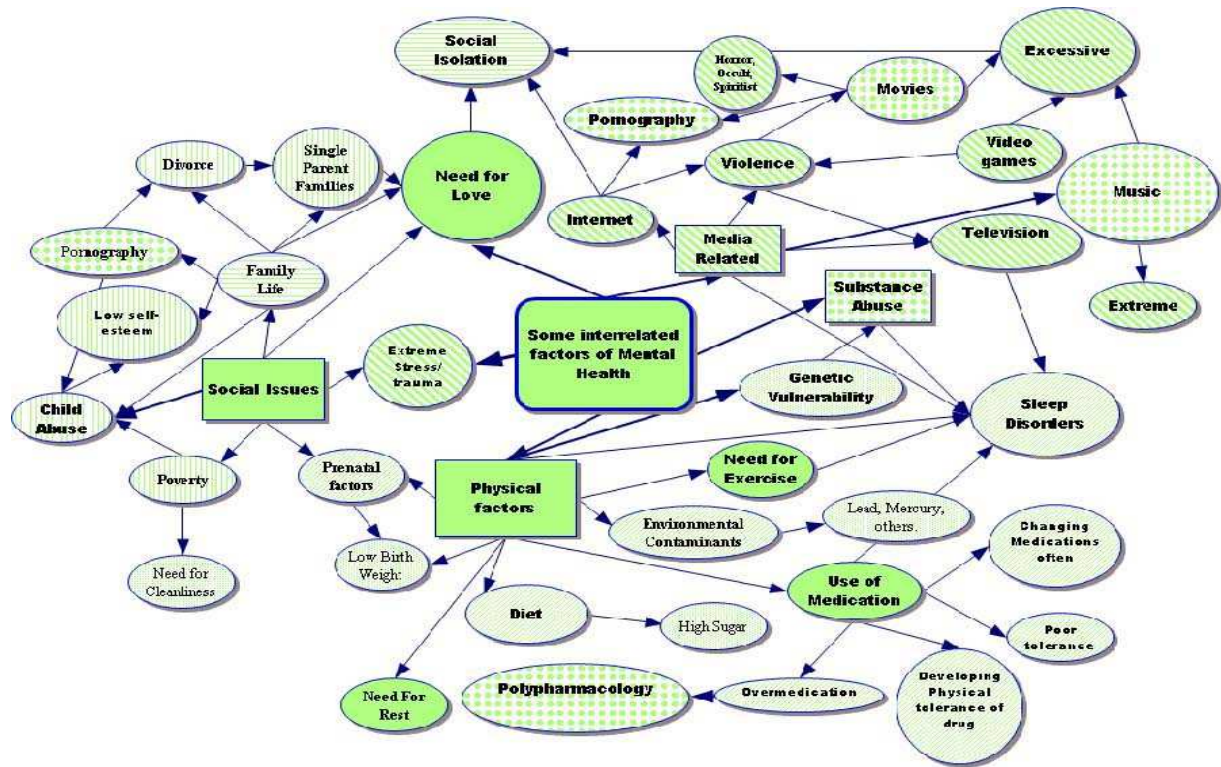 Social
Isolation
Horror,
Occult,
Spiritist
Movies
Excessive
Pornography
Divorce
Single
Parent
Families
Need for
Love
Violence
Video
games
Music
Internet
Media
Related
Television
Pornography
Family
Life
Substance
Abuse
Extreme
Low self-
esteem
Some interrelated
factors of Mental
Health
Extreme
Stress/
trauma
Social Issues
Genetic
Vulnerability
Sleep
Disorders
Child
Abuse
Need for
Exercise
Poverty
Prenatal
factors
Physical
factors
Environmental
Contaminants
Lead, Mercury,
others.
Changing
Medications
often
Low Birth
Weigh:
Need for
Cleanliness
Use of
Medication
Diet
High Sugar
Poor
tolerance
Need For
Rest
Polypharmacology
Overmedication
Developing
Physical
tolerance of
drug